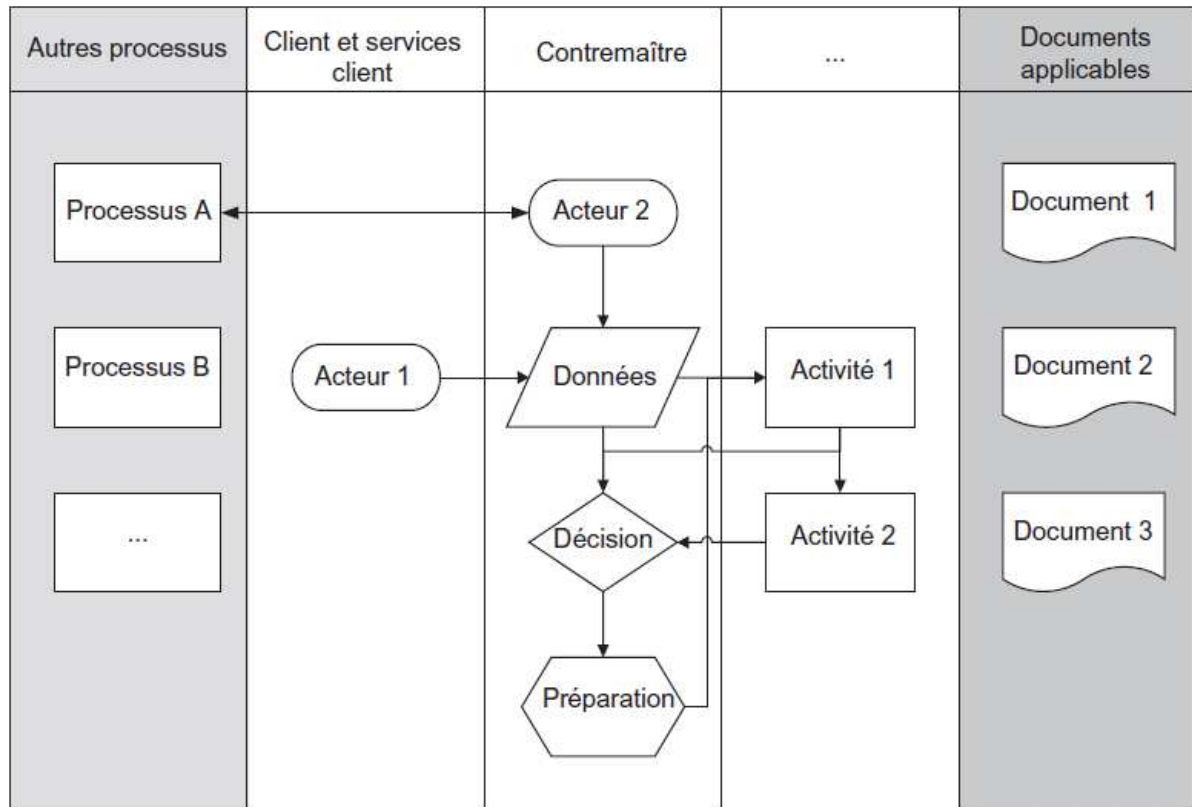 Autres processus
Client et services
client
Contremaître
...
Documents
applicables
Processus A
Acteur 2
Document 1
Processus B
Acteur 1
Données
Activité 1
Document 2
...
Décision
Activité 2
Document 3
Préparation